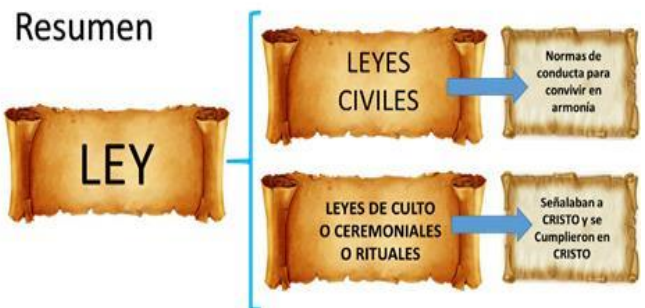 Resumen
LEY
LEYES
CIVILES
Normas de
conducta para
convivir en
armonía
LEYES DE CULTO
O CEREMONIALES
O RITUALES
Señalaban a
CRISTO y se
Cumplieron en
CRISTO